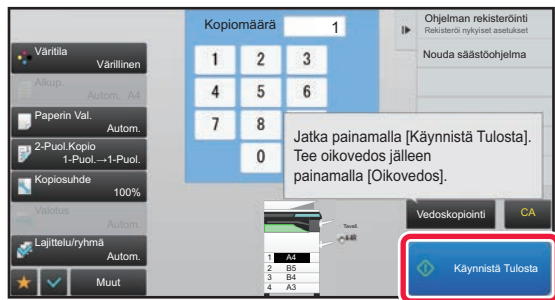 Kopiomäärä 1
Ohjelman rekisteröinti
Rekisteröi nykyiset asetukset
Nouda säästöohjelma
Väritila
Värillinen
Alkup.
Autom. A4
Paperin Val.
Autom.
2-Puol.Kopio
1-Puol.→1-Puol.
Kopiosuhde
100%
Valotus
Autom.
Lajittelu/ryhmä
Autom.
Muut
1 2 3
4 5 6
7 8
0
Jatka painamalla [Käynnistä Tulosta].
Tee oikovedos jälleen
painamalla [Oikovedos].
Tavall.
A4R
1 A4
2 B5
3 B4
4 A3
Vedoskopiointi
CA
Käynnistä Tulosta